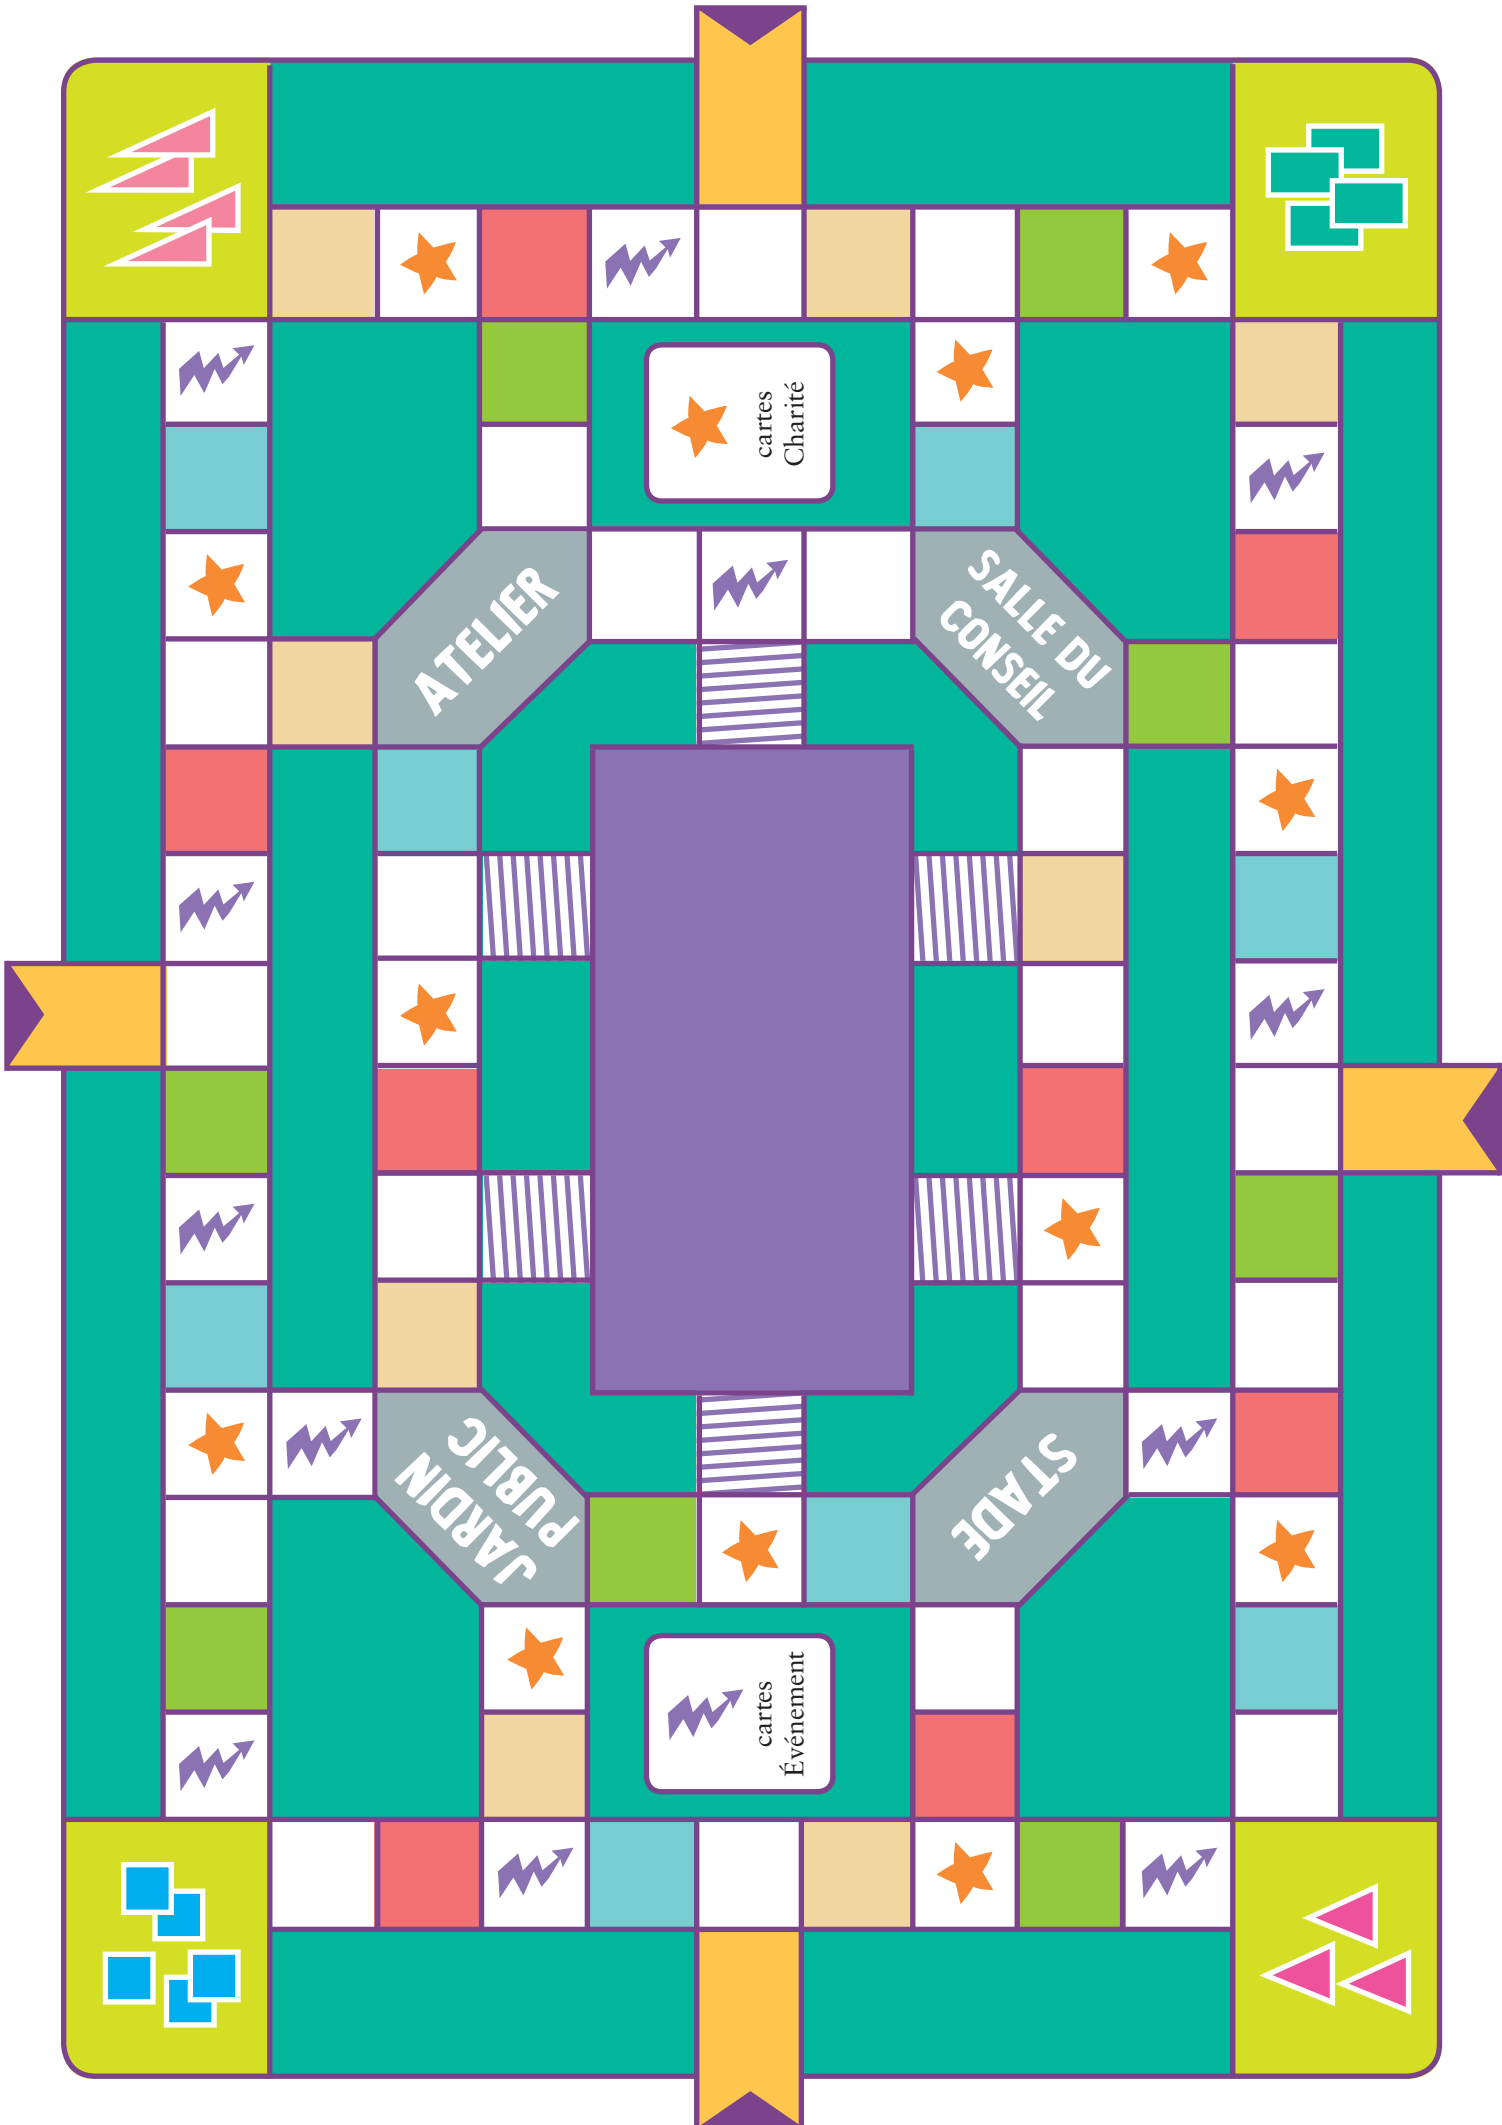 cartes
Charité
ATELIER
SALLE DU
CONSEIL
JARDIN
PUBLIC
STADE
cartes
Événement